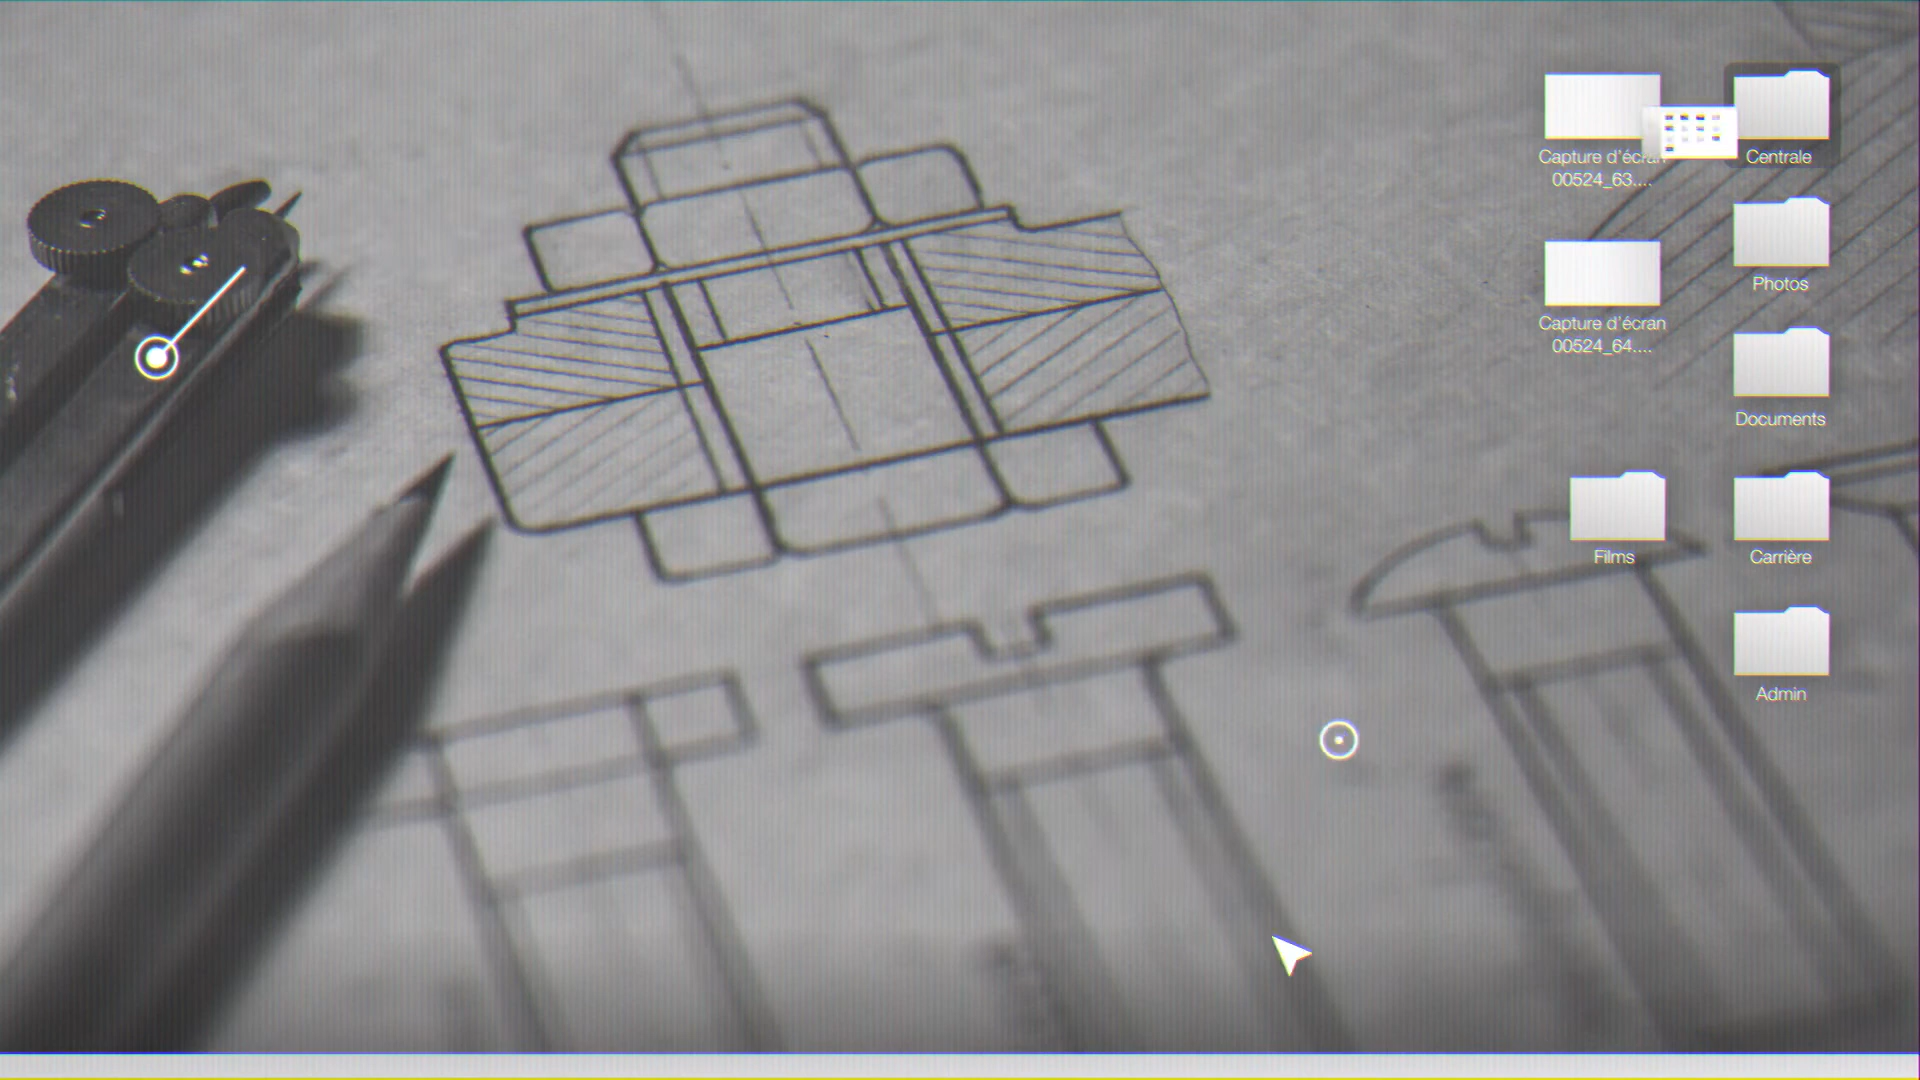 Capture d'écran
00524_63....
Centrale
Photos
Capture d'écran
00524_64....
Documents
Films
Carrière
Admin